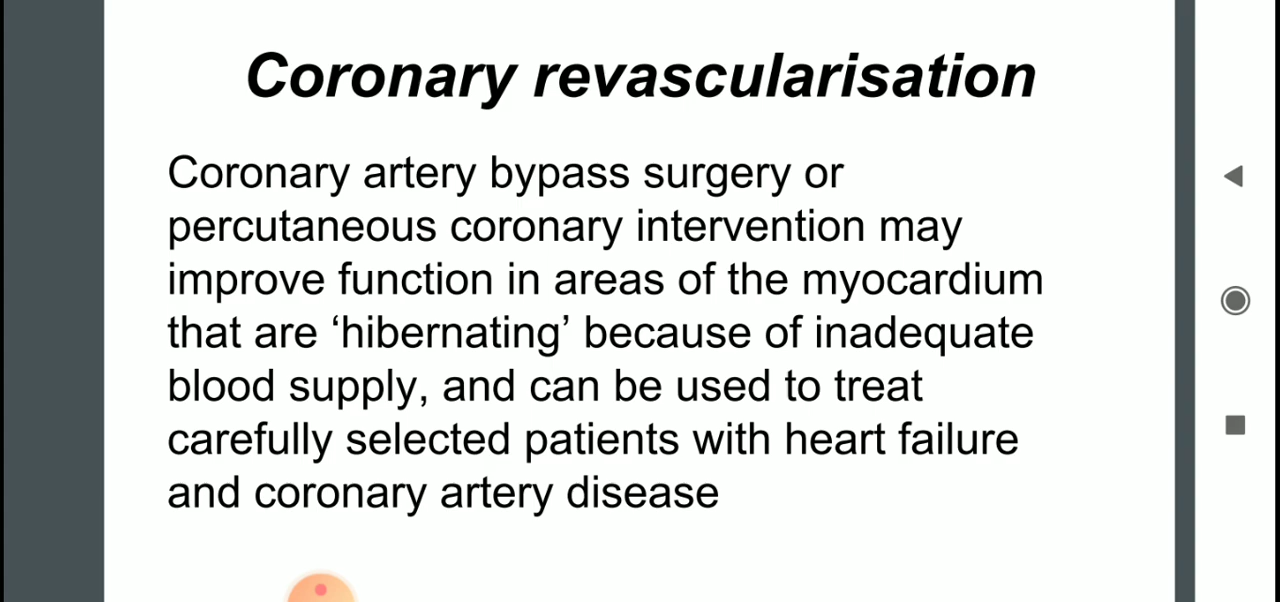 Coronary revascularisation
Coronary artery bypass surgery or
percutaneous coronary intervention may
improve function in areas of the myocardium
that are ‘hibernating’ because of inadequate
blood supply, and can be used to treat
carefully selected patients with heart failure
and coronary artery disease